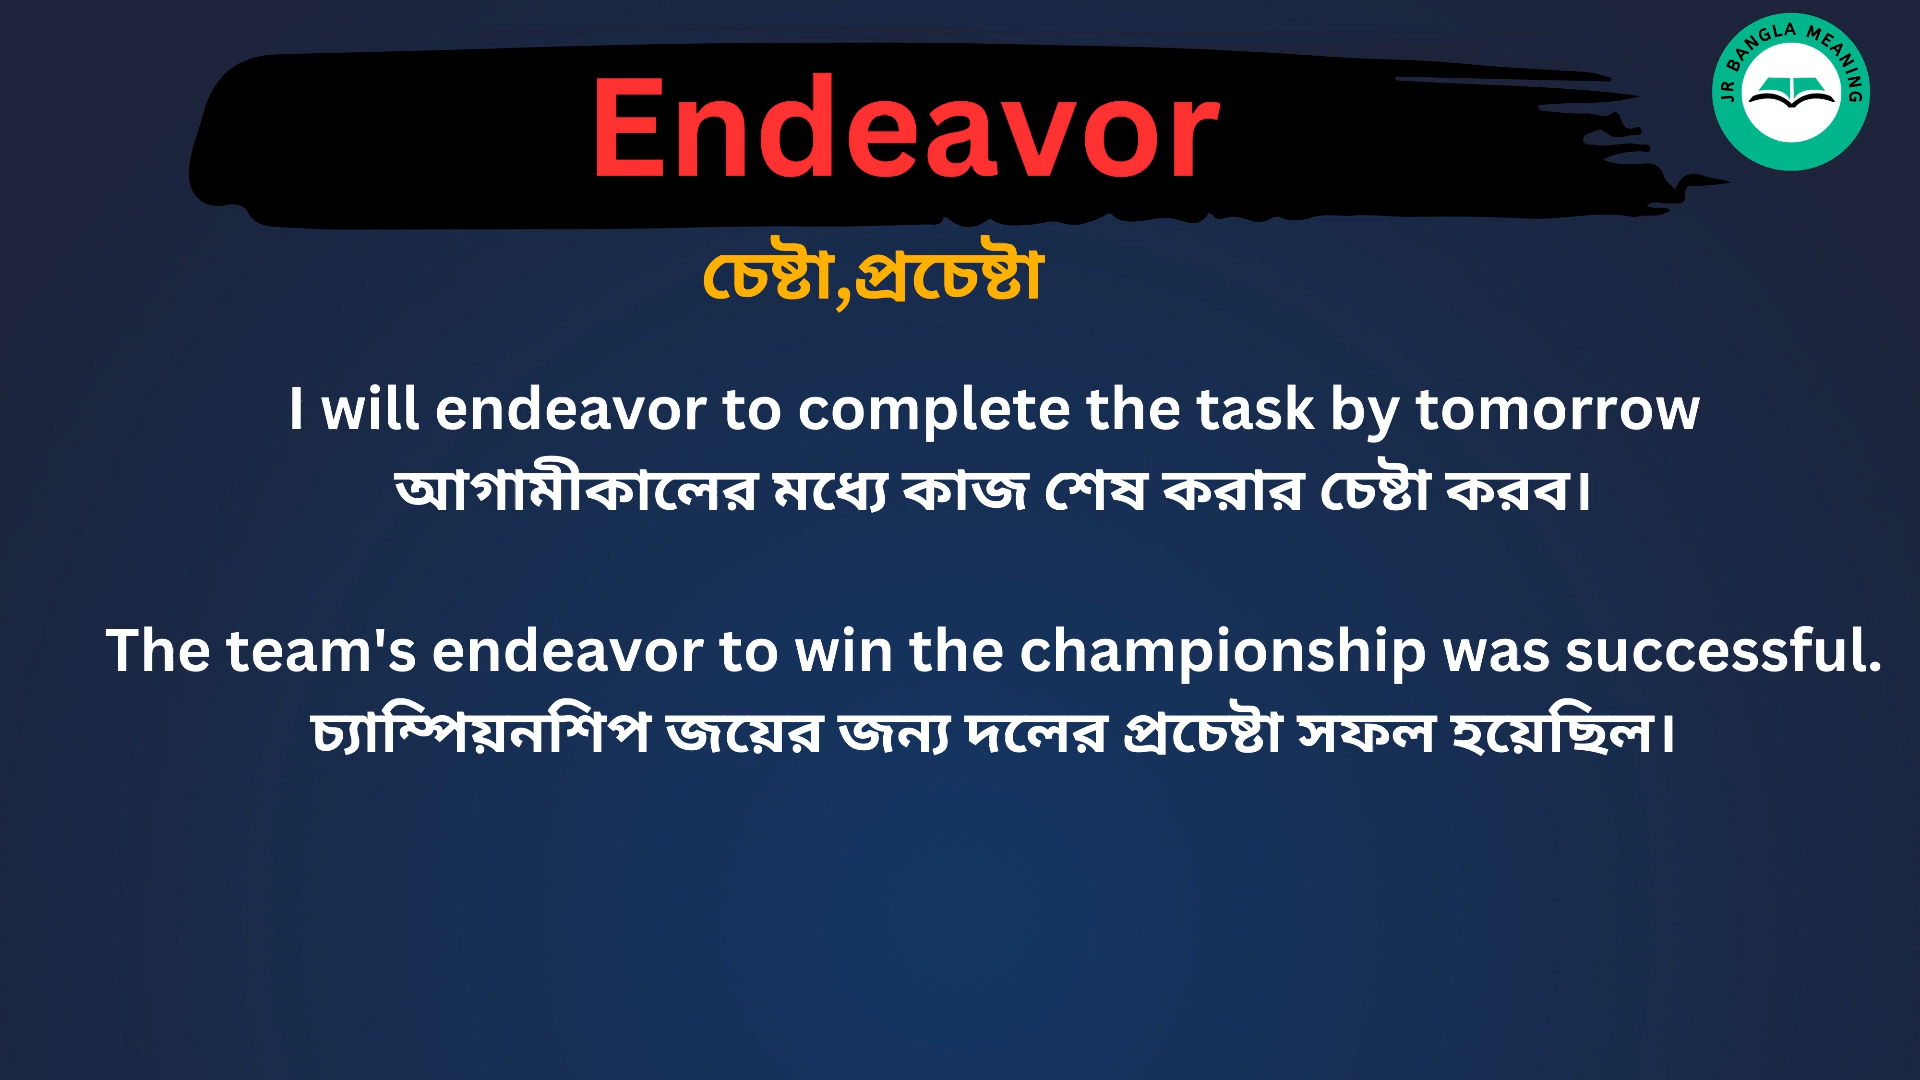 JR BANGLA MEANING
Endeavor
চেষ্টা,প্রচেষ্টা
I will endeavor to complete the task by tomorrow
আগামীকালের মধ্যে কাজ শেষ করার চেষ্টা করব।
The team's endeavor to win the championship was successful.
চ্যাম্পিয়নশিপ জয়ের জন্য দলের প্রচেষ্টা সফল হয়েছিল।